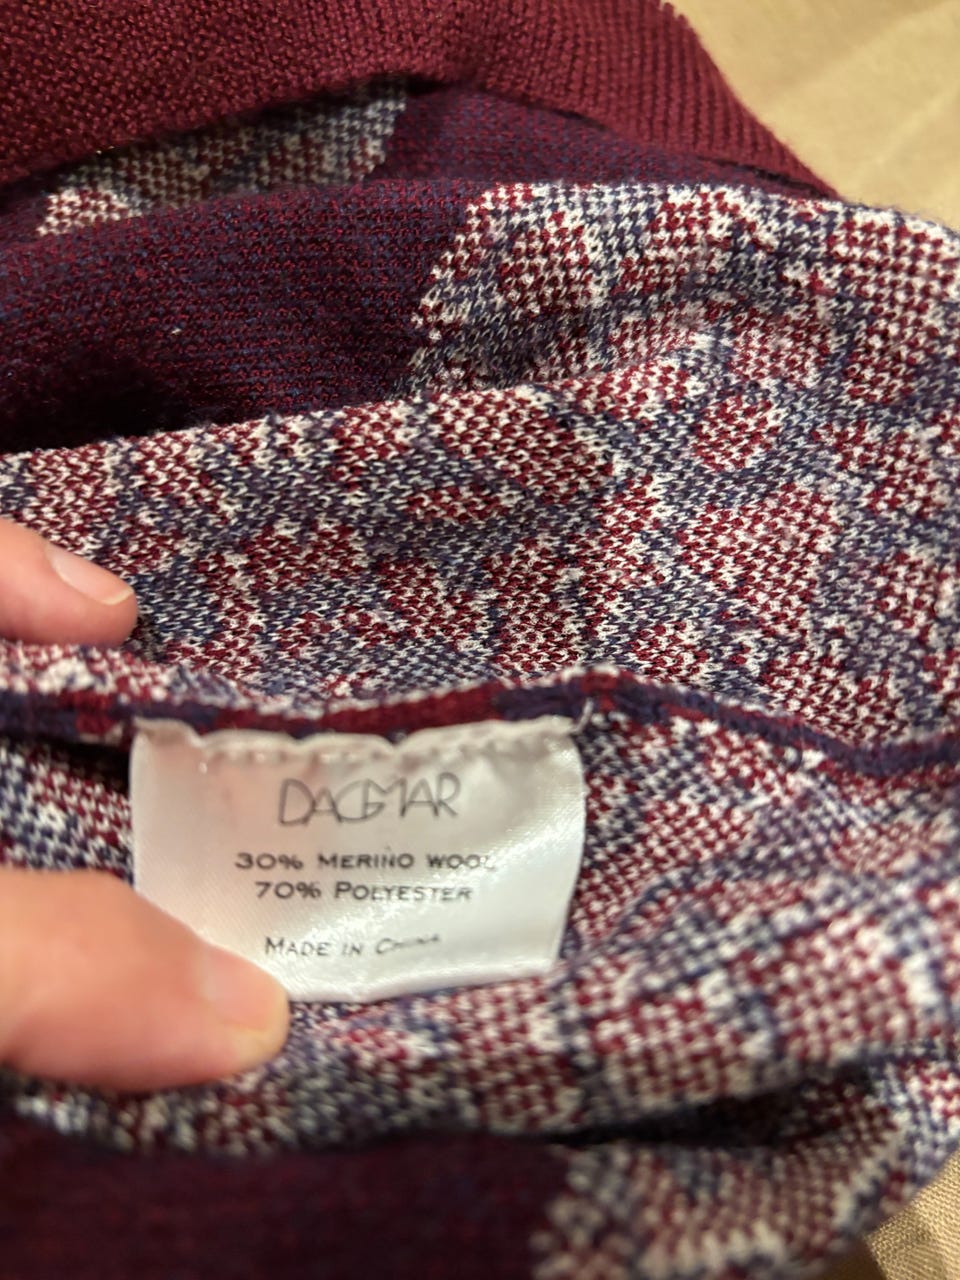 DAGMAR
30% MERINO WOOL
70% POLYESTER
MADE IN CHINA